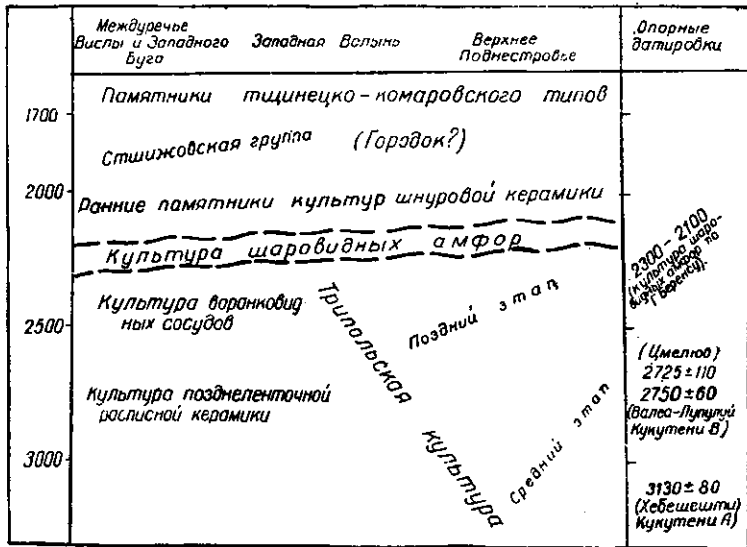 Междуречье
Вислы и Западного
Буга
Западная Волынь
Верхнее
Поднестровье
Опорные
датировки
1700
Памятники тщинецко-комаровского типов
Стшижовская группа (Городок?)
2000
Ранние памятники культур шнуровой керамики
Культура шаровидных амфор
2300-2100
(Культура шаро-
видных амфор по
Г Беренсу).
Культура воранковид
ных сосудов
2500
Трипальская культура
Поздний этап
(Цмелюв)
2725±110
2750±60
(Валеа-Лупулуй
Кукутени В)
Культура позднеленточной
расписной керамики
3000
Средний этап
3130±80
(Хебешешти)
Кукутени А)